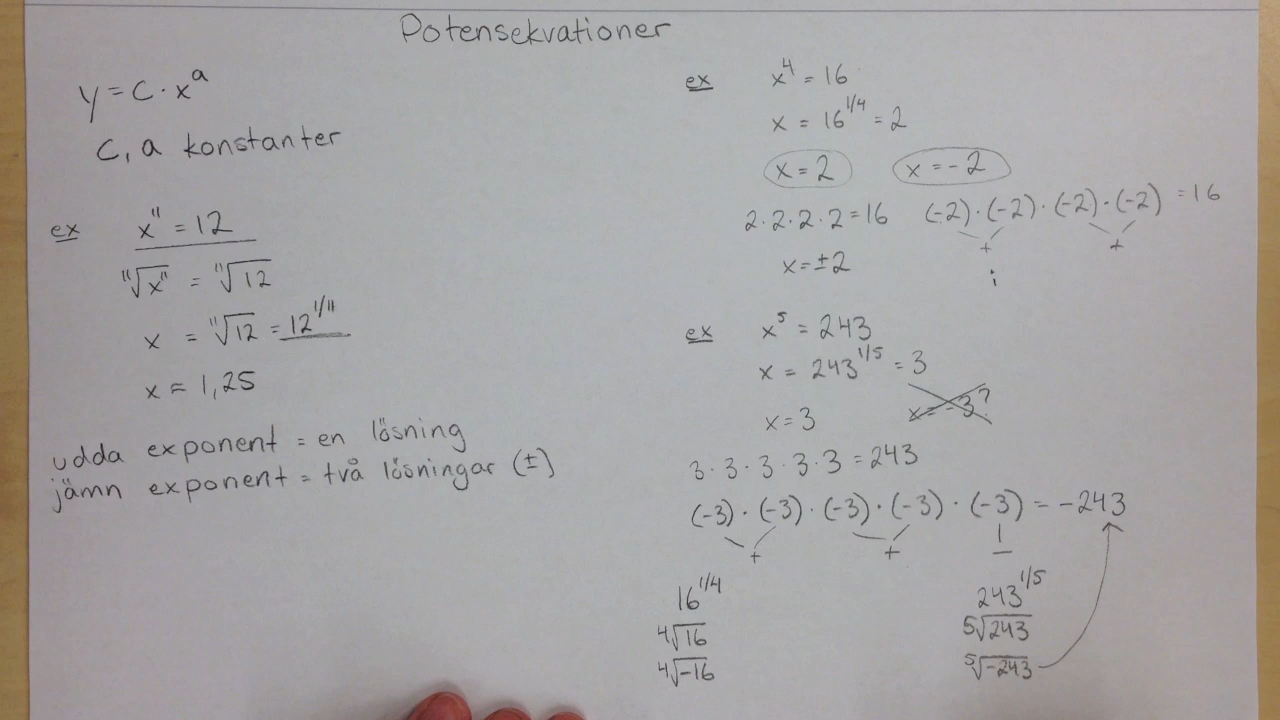 Potensekvationer
y = C · x^a
C, a konstanter
ex x^11 = 12
¹¹√x^11 = ¹¹√12
x = ¹¹√12 = 12^1/11
x ≈ 1,25
udda exponent = en lösning
jämn exponent = två lösningar (±)
ex x^4 = 16
x = 16^1/4 = 2
x = 2 x = -2
2·2·2·2 = 16 (-2)·(-2)·(-2)·(-2) = 16
+ +
x = ±2
ex x^5 = 243
x = 243^1/5 = 3
x = 3 x = -3?
3·3·3·3·3 = 243
(-3)·(-3)·(-3)·(-3)·(-3) = -243
+ + −
16^1/4 243^1/5
⁴√16 ⁵√243
⁴√-16 ⁵√-243